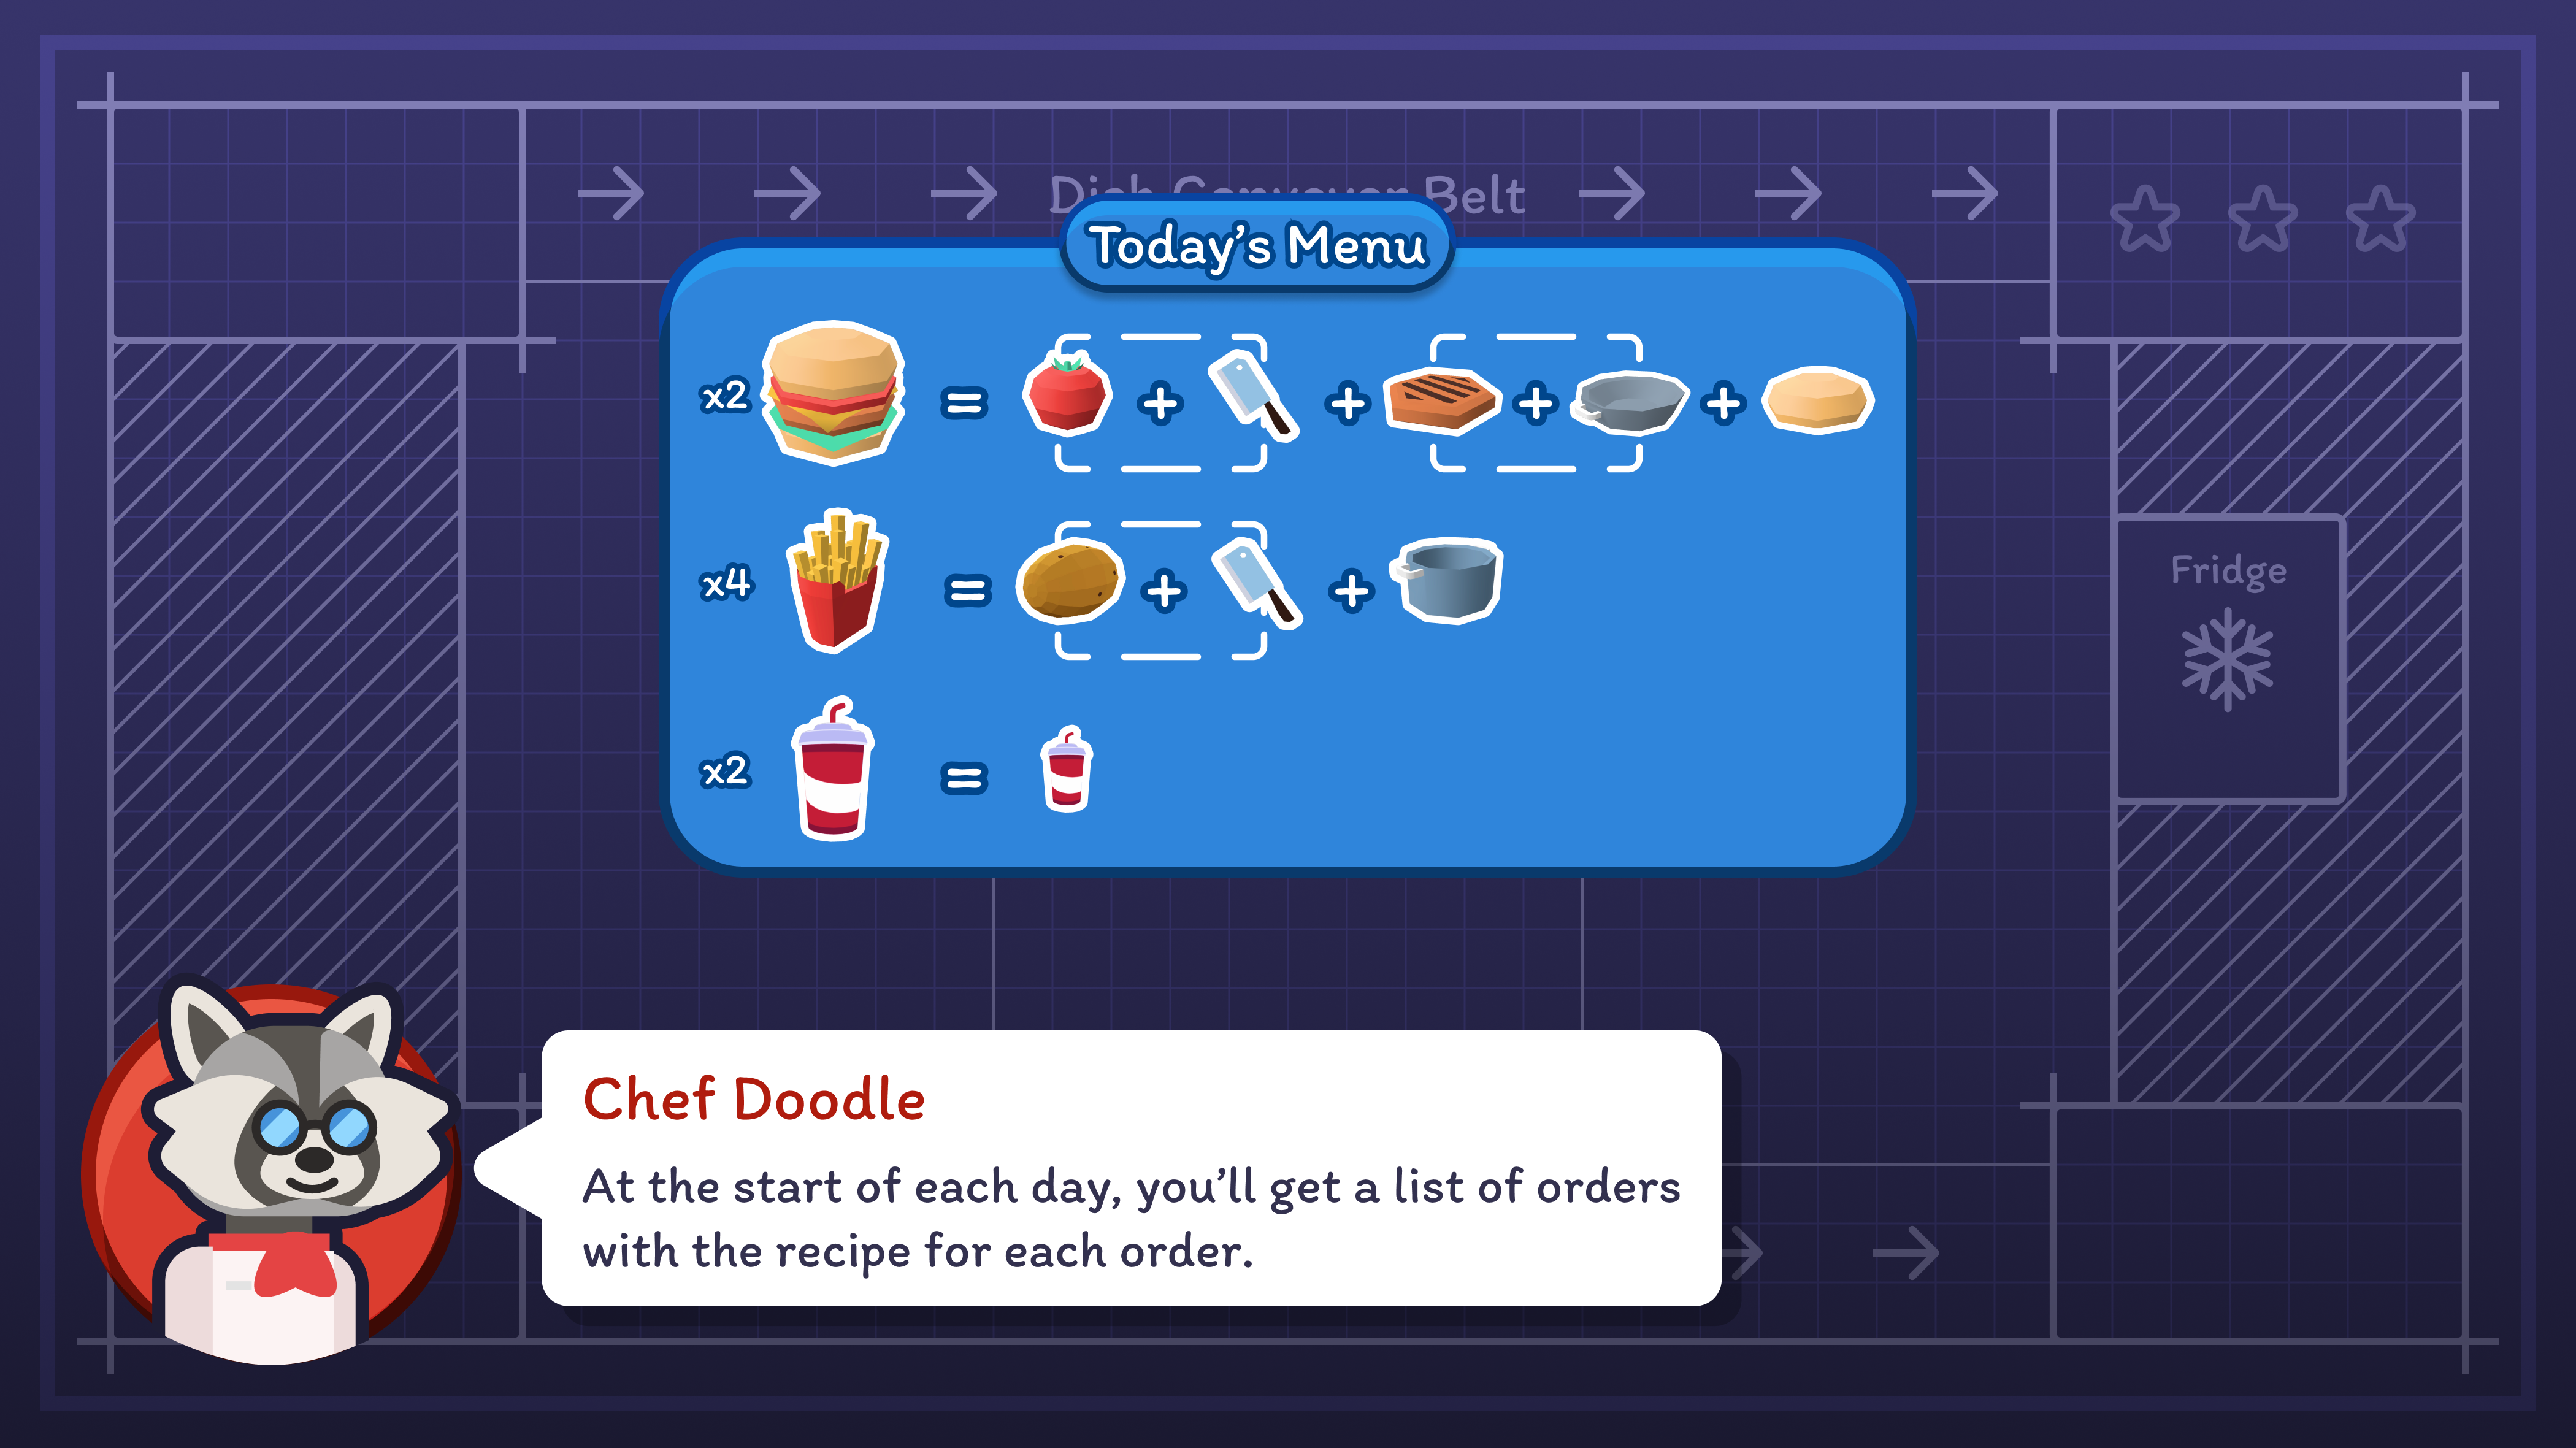 Belt
Today's Menu
x2 = + + + +
x4 = + +
x2 =
Fridge
Chef Doodle
At the start of each day, you'll get a list of orders
with the recipe for each order.